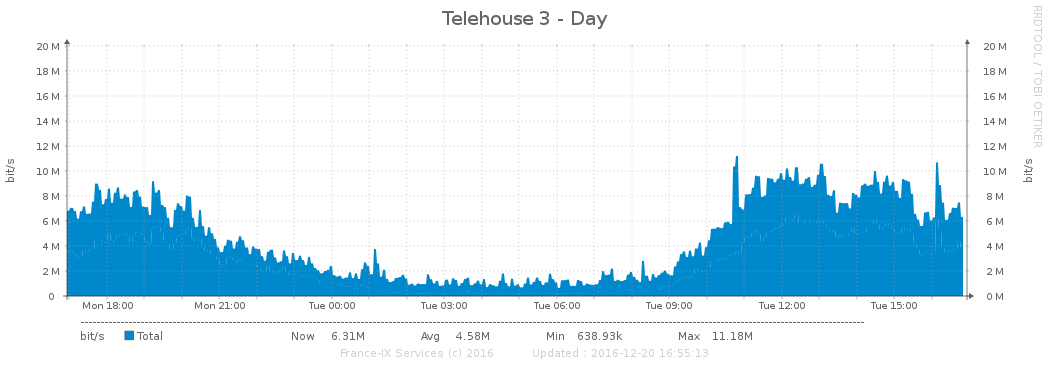 Telehouse 3 - Day
RRDTOOL / TOBI OETIKER
bit/s
bit/s
20 M 20 M
18 M 18 M
16 M 16 M
14 M 14 M
12 M 12 M
10 M 10 M
8 M 8 M
6 M 6 M
4 M 4 M
2 M 2 M
0 0 M
Mon 18:00 Mon 21:00 Tue 00:00 Tue 03:00 Tue 06:00 Tue 09:00 Tue 12:00 Tue 15:00
bit/s Total Now 6.31M Avg 4.58M Min 638.93k Max 11.18M
France-IX Services (c) 2016 Updated : 2016-12-20 16:55:13